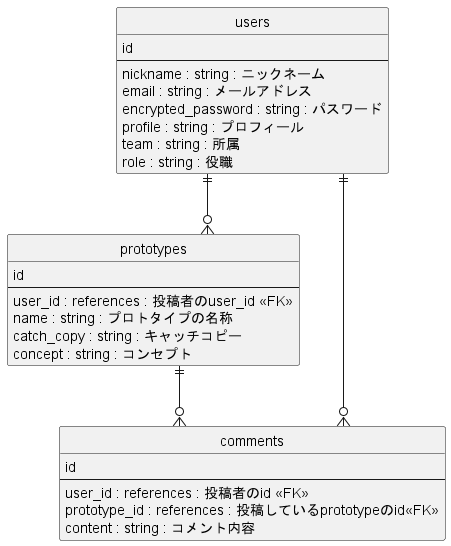 users
id
nickname : string : ニックネーム
email : string : メールアドレス
encrypted_password : string : パスワード
profile : string : プロフィール
team : string : 所属
role : string : 役職
prototypes
id
user_id : references : 投稿者のuser_id «FK»
name : string : プロトタイプの名称
catch_copy : string : キャッチコピー
concept : string : コンセプト
comments
id
user_id : references : 投稿者のid «FK»
prototype_id : references : 投稿しているprototypeのid«FK»
content : string : コメント内容